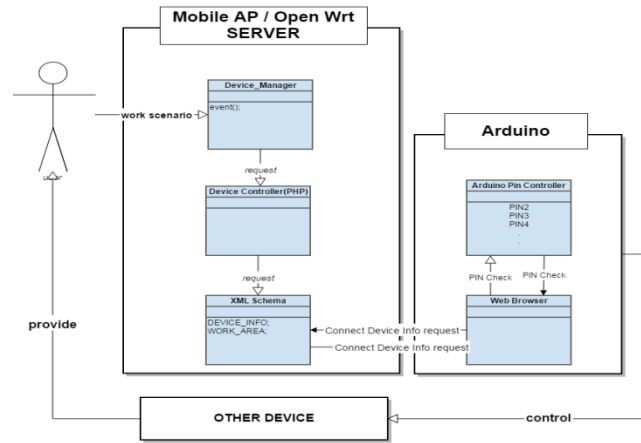 Mobile AP / Open Wrt
SERVER
Device_Manager
event();
work scenario
request
Device Controller(PHP)
request
XML Schema
DEVICE_INFO;
WORK_AREA;
user
provide
Arduino
Arduino Pin Controller
PIN2
PIN3
PIN4
.
.
PIN Check
PIN Check
Web Browser
Connect Device Info request
Connect Device Info request
OTHER DEVICE
control